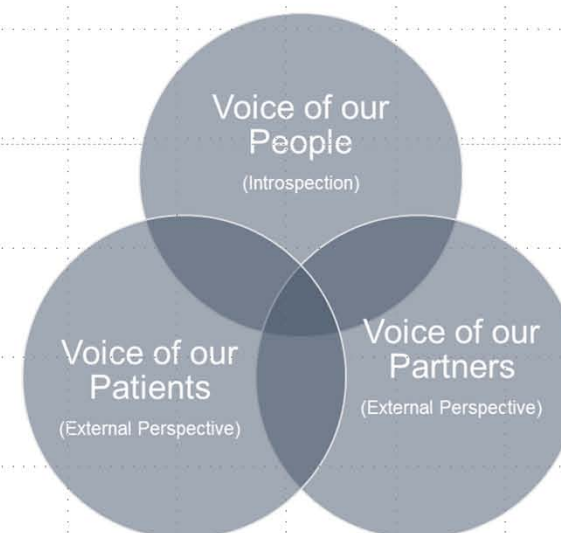 Voice of our
People
(Introspection)
Voice of our
Patients
(External Perspective)
Voice of our
Partners
(External Perspective)